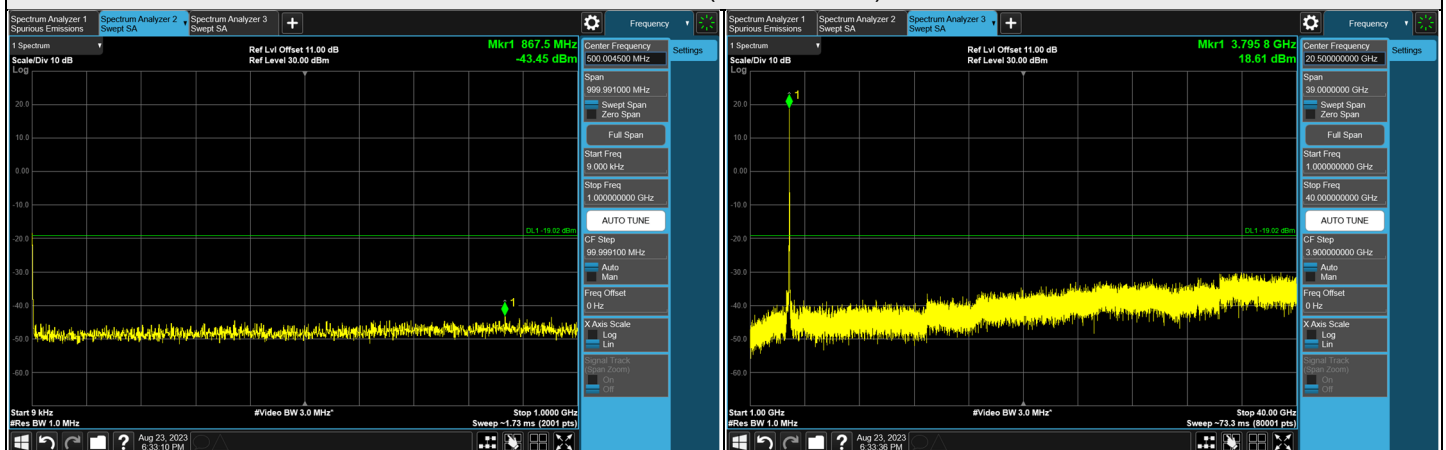 Spectrum Analyzer 1
Spurious Emissions
Spectrum Analyzer 2
Swept SA
Spectrum Analyzer 3
Swept SA
Frequency
1 Spectrum
Scale/Div 10 dB
Log
Ref Lvl Offset 11.00 dB
Ref Level 30.00 dBm
Mkr1 867.5 MHz
-43.45 dBm
20.0
10.0
0.00
-20.0
-30.0
-40.0
-50.0
-60.0
DL1 -19.02 dBm
1
Start 9 kHz
#Res BW 1.0 MHz
#Video BW 3.0 MHz*
Stop 1.0000 GHz
Sweep ~1.73 ms (2001 pts)
Center Frequency
500.004500 MHz
Settings
Span
999.991000 MHz
Swept Span
Zero Span
Full Span
Start Freq
9.000 kHz
Stop Freq
1.000000000 GHz
AUTO TUNE
CF Step
99.999100 MHz
Auto
Man
Freq Offset
0 Hz
X Axis Scale
Log
Lin
Signal Track
(Span Zoom)
On
Off
?
Aug 23, 2023
6:33:10 PM
Spectrum Analyzer 1
Spurious Emissions
Spectrum Analyzer 2
Swept SA
Spectrum Analyzer 3
Swept SA
Frequency
1 Spectrum
Scale/Div 10 dB
Log
Ref Lvl Offset 11.00 dB
Ref Level 30.00 dBm
Mkr1 3.795 8 GHz
18.61 dBm
20.0
10.0
0.00
-20.0
-30.0
-40.0
-50.0
-60.0
DL1 -19.02 dBm
1
Start 1.00 GHz
#Res BW 1.0 MHz
#Video BW 3.0 MHz*
Stop 40.00 GHz
Sweep ~73.3 ms (80001 pts)
Center Frequency
20.500000000 GHz
Settings
Span
39.0000000 GHz
Swept Span
Zero Span
Full Span
Start Freq
1.000000000 GHz
Stop Freq
40.000000000 GHz
AUTO TUNE
CF Step
3.900000000 GHz
Auto
Man
Freq Offset
0 Hz
X Axis Scale
Log
Lin
Signal Track
(Span Zoom)
On
Off
?
Aug 23, 2023
6:33:36 PM